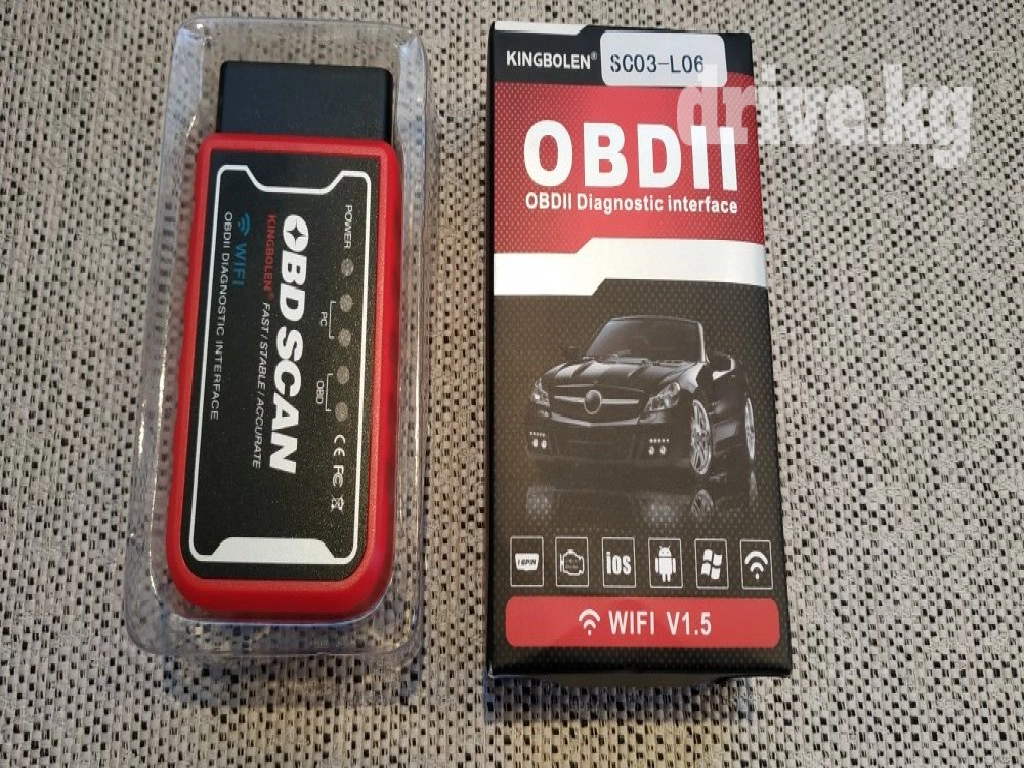 POWER
PC
OBD
CE FC
OBD SCAN
KINGBOLEN® FAST / STABLE / ACCURATE
WIFI
OBDII DIAGNOSTIC INTERFACE
KINGBOLEN®
SC03-L06
drive.kg
OBDII
OBDII Diagnostic interface
16PIN
ios
WIFI V1.5